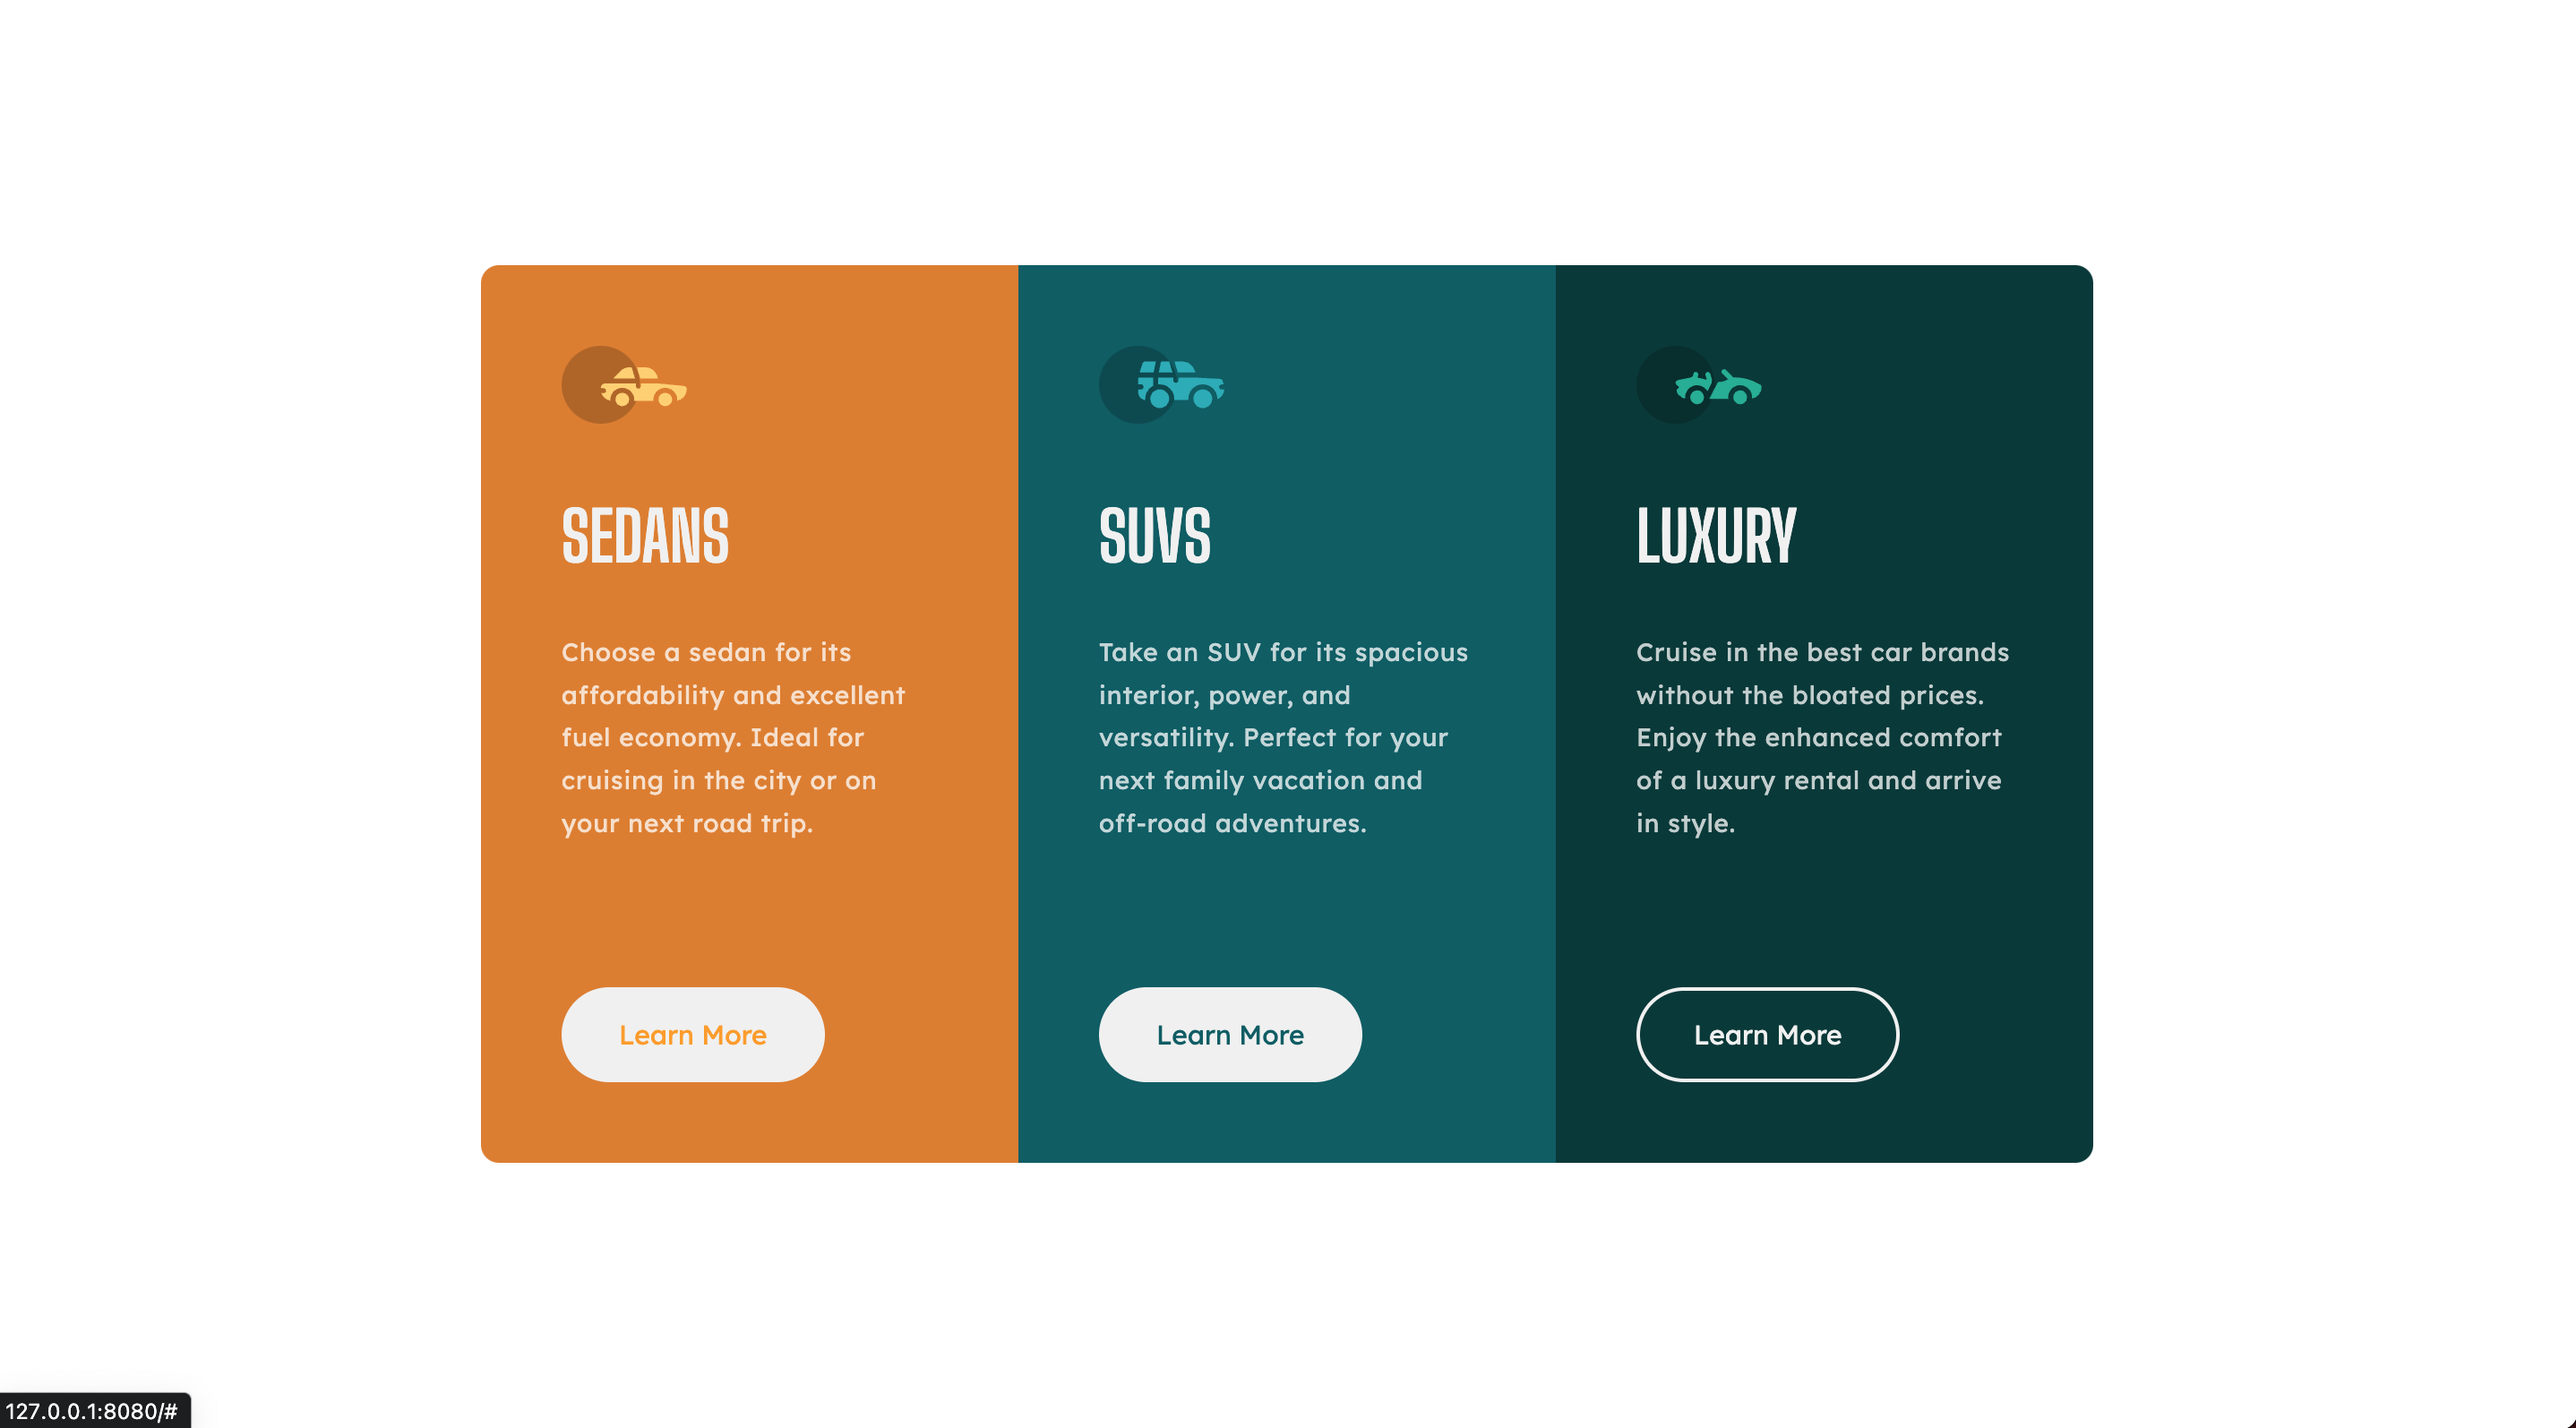 SEDANS
Choose a sedan for its
affordability and excellent
fuel economy. Ideal for
cruising in the city or on
your next road trip.
Learn More
SUVS
Take an SUV for its spacious
interior, power, and
versatility. Perfect for your
next family vacation and
off-road adventures.
Learn More
LUXURY
Cruise in the best car brands
without the bloated prices.
Enjoy the enhanced comfort
of a luxury rental and arrive
in style.
Learn More
127.0.0.1:8080/#